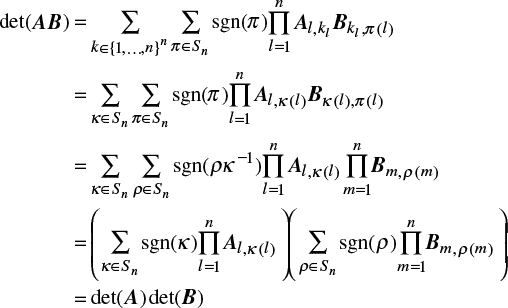 det(𝑨𝑩) = ∑_{k∈{1,…,n}^n} ∑_{π∈S_n} sgn(π) ∏_{l=1}^{n} 𝑨_{l,k_l} 𝑩_{k_l,π(l)}
= ∑_{κ∈S_n} ∑_{π∈S_n} sgn(π) ∏_{l=1}^{n} 𝑨_{l,κ(l)} 𝑩_{κ(l),π(l)}
= ∑_{κ∈S_n} ∑_{ρ∈S_n} sgn(ρκ^{−1}) ∏_{l=1}^{n} 𝑨_{l,κ(l)} ∏_{m=1}^{n} 𝑩_{m,ρ(m)}
= (∑_{κ∈S_n} sgn(κ) ∏_{l=1}^{n} 𝑨_{l,κ(l)}) (∑_{ρ∈S_n} sgn(ρ) ∏_{m=1}^{n} 𝑩_{m,ρ(m)})
= det(𝑨) det(𝑩)